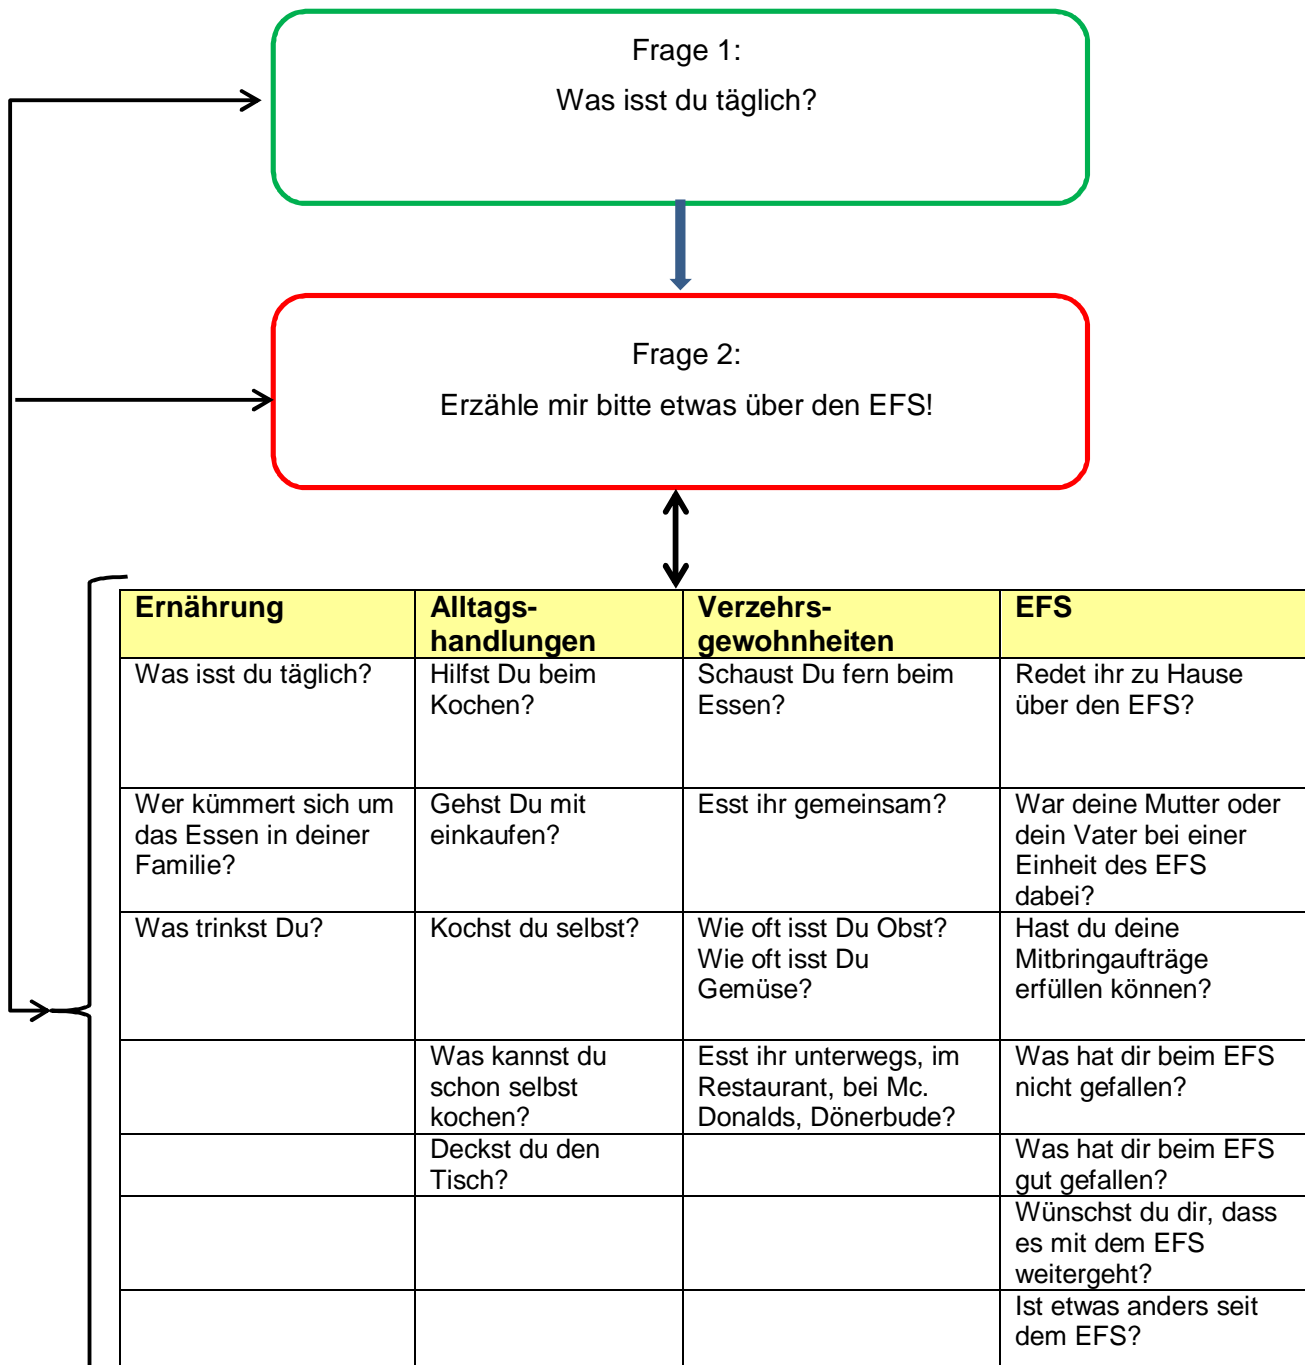 Frage 1:
Was isst du täglich?
Frage 2:
Erzähle mir bitte etwas über den EFS!
Ernährung
Alltags-
handlungen
Verzehrs-
gewohnheiten
EFS
Was isst du täglich?
Hilfst Du beim
Kochen?
Schaust Du fern beim
Essen?
Redet ihr zu Hause
über den EFS?
Wer kümmert sich um
das Essen in deiner
Familie?
Gehst Du mit
einkaufen?
Esst ihr gemeinsam?
War deine Mutter oder
dein Vater bei einer
Einheit des EFS
dabei?
Was trinkst Du?
Kochst du selbst?
Wie oft isst Du Obst?
Wie oft isst Du
Gemüse?
Hast du deine
Mitbringaufträge
erfüllen können?
Was kannst du
schon selbst
kochen?
Esst ihr unterwegs, im
Restaurant, bei Mc.
Donalds, Dönerbude?
Was hat dir beim EFS
nicht gefallen?
Deckst du den
Tisch?
Was hat dir beim EFS
gut gefallen?
Wünschst du dir, dass
es mit dem EFS
weitergeht?
Ist etwas anders seit
dem EFS?